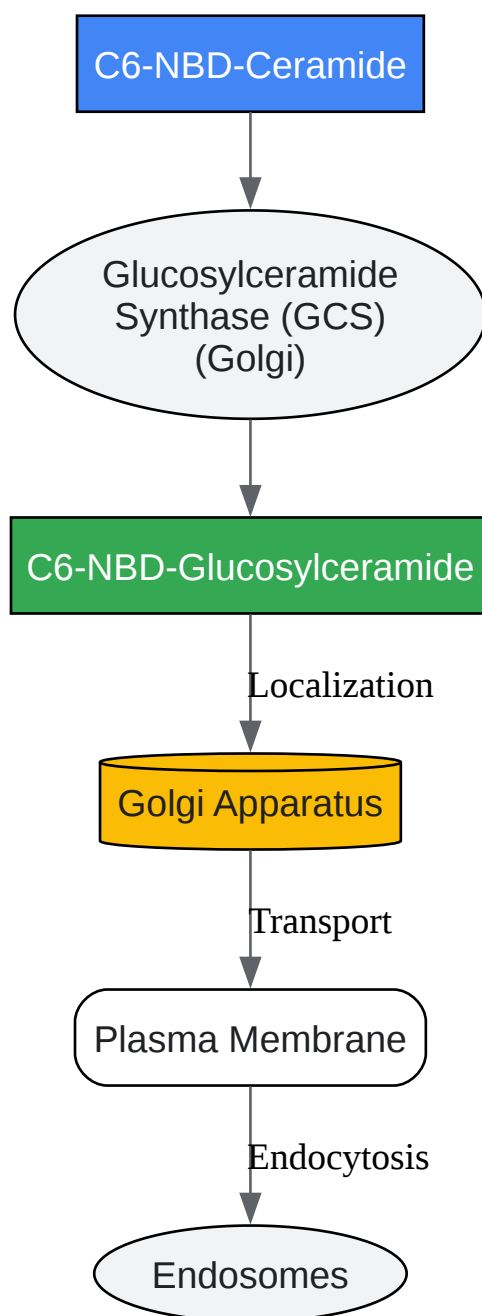 C6-NBD-Ceramide
Glucosylceramide
Synthase (GCS)
(Golgi)
C6-NBD-Glucosylceramide
Localization
Golgi Apparatus
Transport
Plasma Membrane
Endocytosis
Endosomes